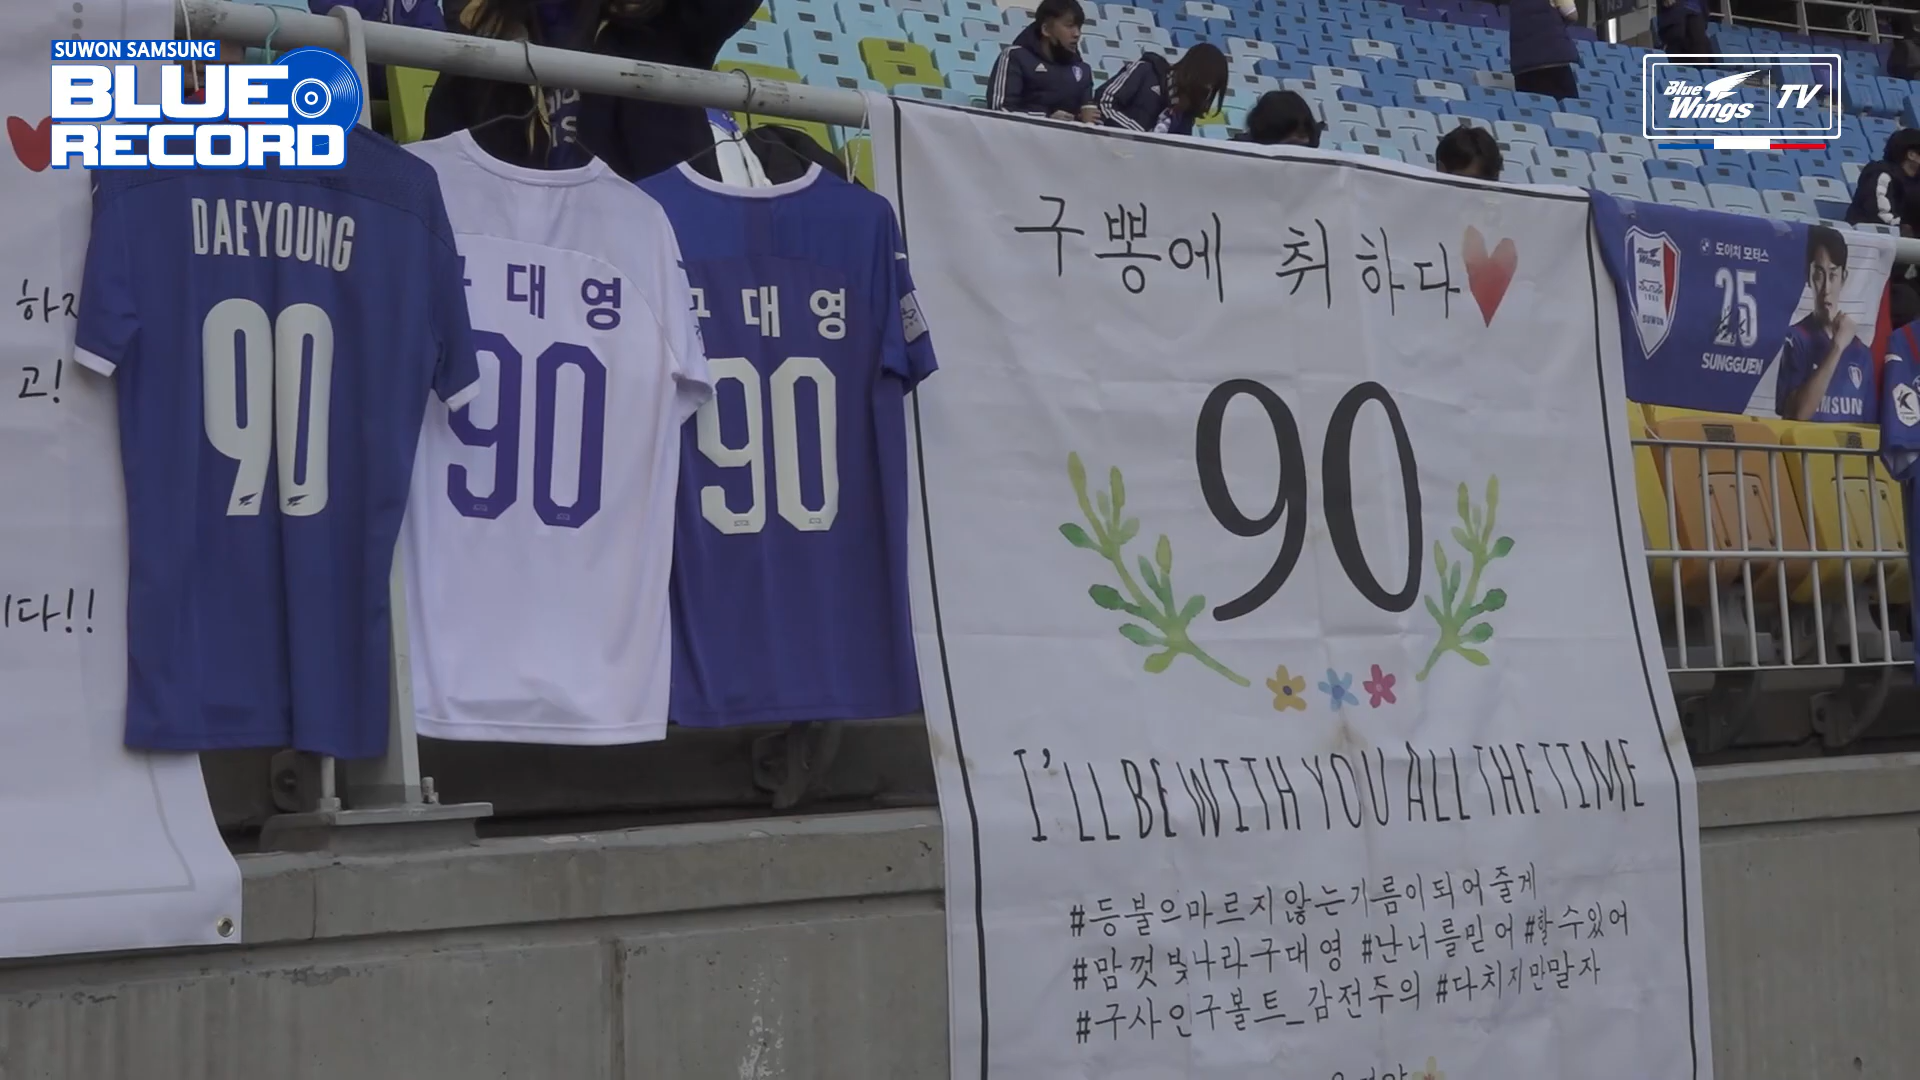 SUWON SAMSUNG
BLUE
RECORD
Blue Wings TV
하지
고!
니다!!
DAEYOUNG
90
대영
90
구대영
90
구뽕에 취하다
90
I'LL BE WITH YOU ALL THE TIME
#등불으마르지않는기름이되어줄게
#맘껏빛나라구대영 #난너를믿어#할수있어
#구사인구볼트_감전주의 #다치지만말자
도이치 모터스
25
SUNGGUEN
SUWON